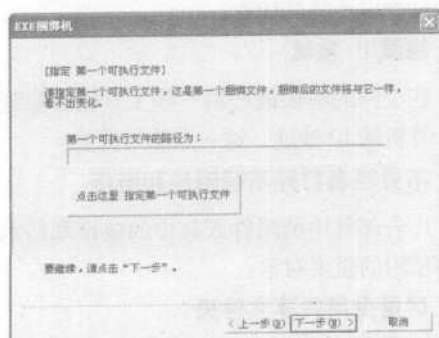 EXE捆绑机
[指定 第一个可执行文件]
请指定第一个可执行文件,这是第一个捆绑文件,捆绑后的文件将与它一样,
看不出变化。
第一个可执行文件的路径为:
点击这里 指定第一个可执行文件
要继续,请点击“下一步”。
< 上一步(Q) 下一步(N) > 取消